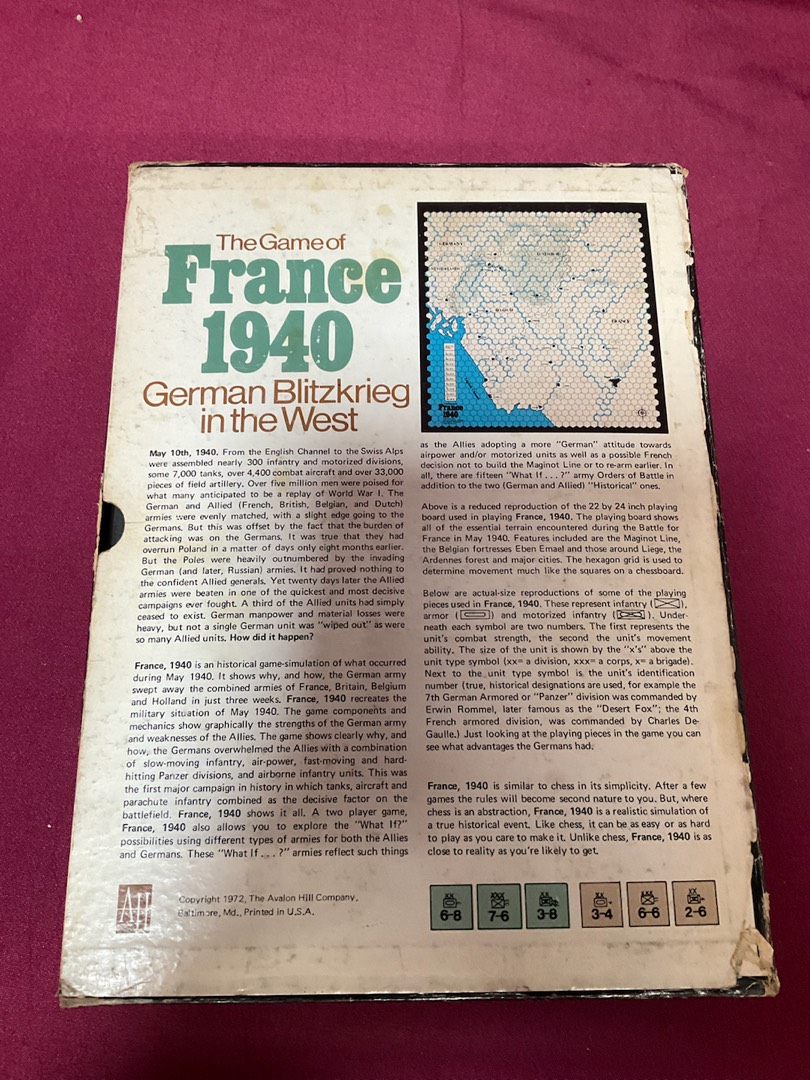 The Game of
France
1940
German Blitzkrieg
in the West
May 10th, 1940. From the English Channel to the Swiss Alps
were assembled nearly 300 infantry and motorized divisions,
some 7,000 tanks, over 4,400 combat aircraft and over 33,000
pieces of field artillery. Over five million men were poised for
what many anticipated to be a replay of World War I. The
German and Allied (French, British, Belgian, and Dutch)
armies were evenly matched, with a slight edge going to the
Germans. But this was offset by the fact that the burden of
attacking was on the Germans. It was true that they had
overrun Poland in a matter of days only eight months earlier.
But the Poles were heavily outnumbered by the invading
German (and later, Russian) armies. It had proved nothing to
the confident Allied generals. Yet twenty days later the Allied
armies were beaten in one of the quickest and most decisive
campaigns ever fought. A third of the Allied units had simply
ceased to exist. German manpower and material losses were
heavy, but not a single German unit was "wiped out" as were
so many Allied units. How did it happen?
France, 1940 is an historical game-simulation of what occurred
during May 1940. It shows why, and how, the German army
swept away the combined armies of France, Britain, Belgium
and Holland in just three weeks. France, 1940 recreates the
military situation of May 1940. The game components and
mechanics show graphically the strengths of the German army
and weaknesses of the Allies. The game shows clearly why, and
how, the Germans overwhelmed the Allies with a combination
of slow-moving infantry, air-power, fast-moving and hard-
hitting Panzer divisions, and airborne infantry units. This was
the first major campaign in history in which tanks, aircraft and
parachute infantry combined as the decisive factor on the
battlefield. France, 1940 shows it all. A two player game,
France, 1940 also allows you to explore the "What If?"
possibilities using different types of armies for both the Allies
and Germans. These "What If . . . ?" armies reflect such things
GERMANY
BELGIUM
FRANCE
France
1940
as the Allies adopting a more "German" attitude towards
airpower and/or motorized units as well as a possible French
decision not to build the Maginot Line or to re-arm earlier. In
all, there are fifteen "What If . . . ?" army Orders of Battle in
addition to the two (German and Allied) "Historical" ones.
Above is a reduced reproduction of the 22 by 24 inch playing
board used in playing France, 1940. The playing board shows
all of the essential terrain encountered during the Battle for
France in May 1940. Features included are the Maginot Line,
the Belgian fortresses Eben Emael and those around Liege, the
Ardennes forest and major cities. The hexagon grid is used to
determine movement much like the squares on a chessboard.
Below are actual-size reproductions of some of the playing
pieces used in France, 1940. These represent infantry ( ),
armor ( ) and motorized infantry ( ). Under-
neath each symbol are two numbers. The first represents the
unit's combat strength, the second the unit's movement
ability. The size of the unit is shown by the "x's" above the
unit type symbol (xx= a division, xxx= a corps, x= a brigade).
Next to the unit type symbol is the unit's identification
number (true, historical designations are used, for example the
7th German Armored or "Panzer" division was commanded by
Erwin Rommel, later famous as the "Desert Fox"; the 4th
French armored division, was commanded by Charles De-
Gaulle.) Just looking at the playing pieces in the game you can
see what advantages the Germans had.
France, 1940 is similar to chess in its simplicity. After a few
games the rules will become second nature to you. But, where
chess is an abstraction, France, 1940 is a realistic simulation of
a true historical event. Like chess, it can be as easy or as hard
to play as you care to make it. Unlike chess, France, 1940 is as
close to reality as you're likely to get.
AH
Copyright 1972, The Avalon Hill Company,
Baltimore, Md., Printed in U.S.A.
6-8 7-6 3-8 3-4 6-6 2-6